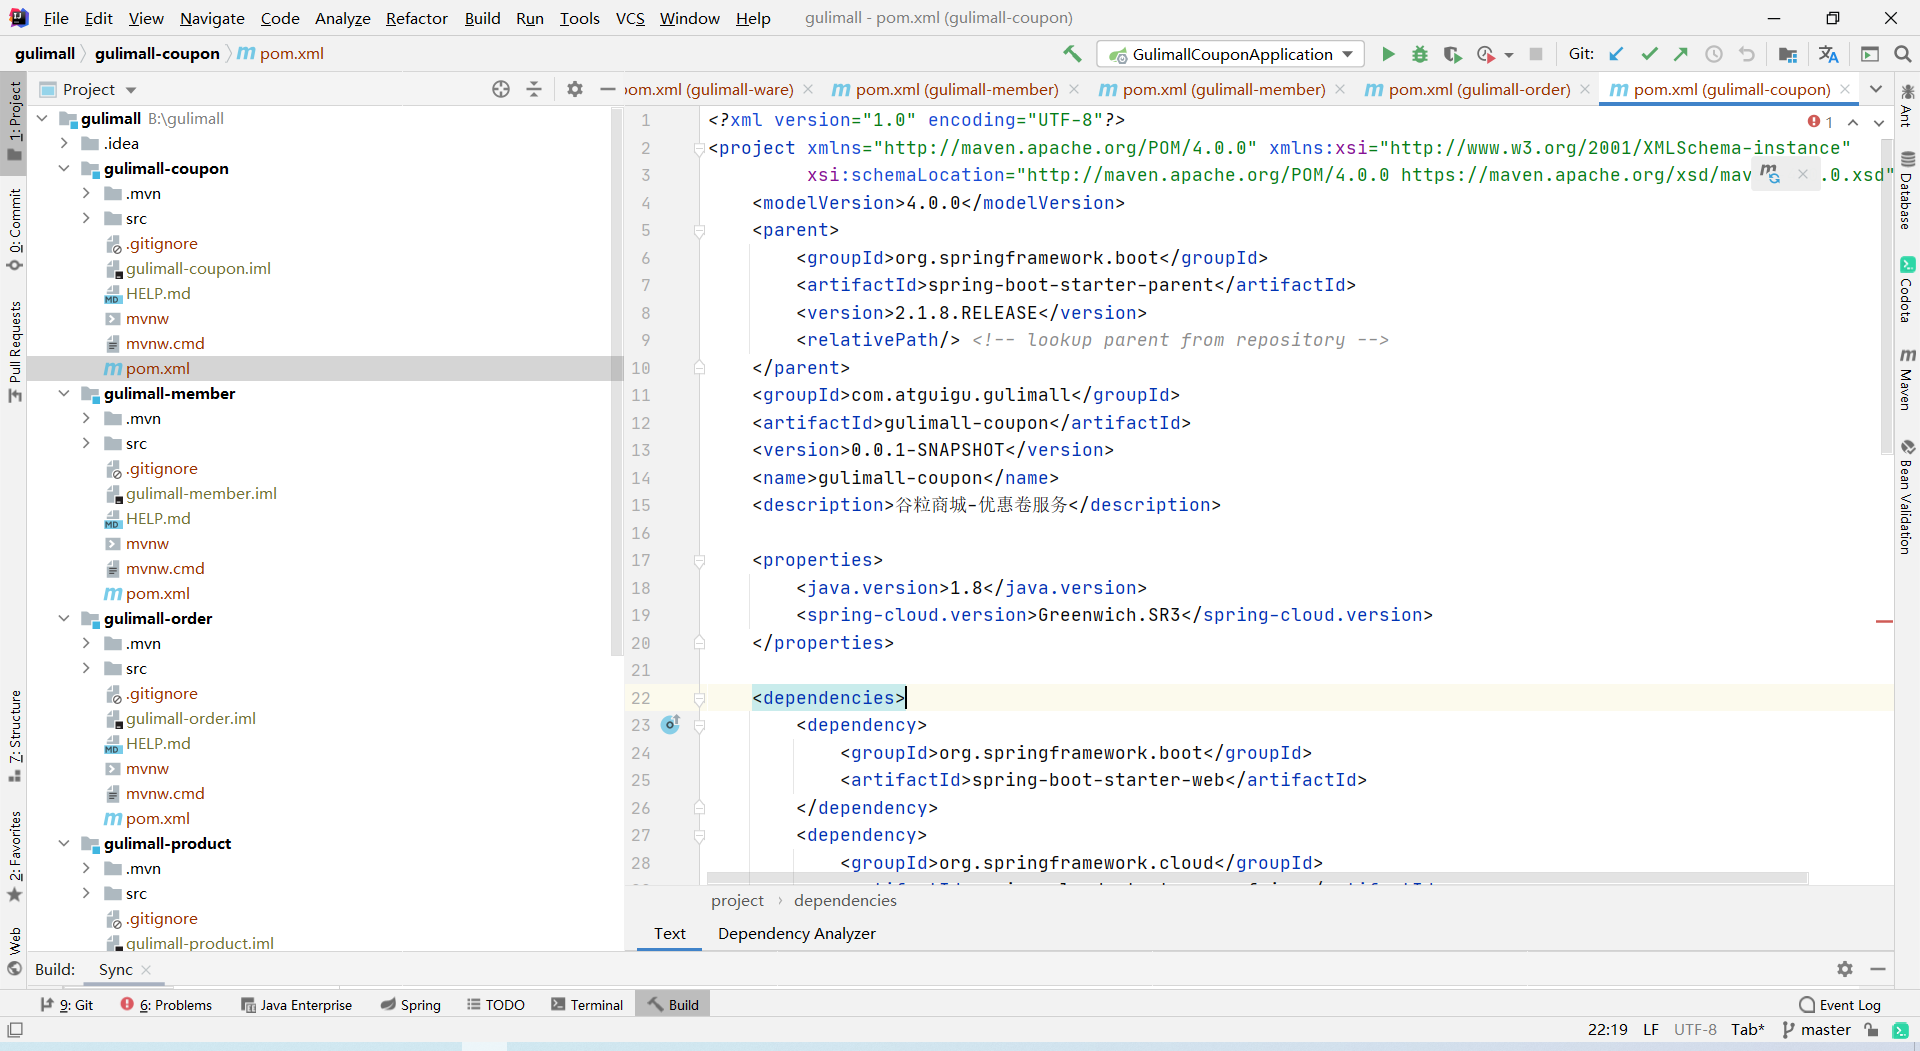 File Edit View Navigate Code Analyze Refactor Build Run Tools VCS Window Help gulimall - pom.xml (gulimall-coupon)
gulimall gulimall-coupon pom.xml
GulimallCouponApplication
Git:
1: Project
0: Commit
Pull Requests
7: Structure
2: Favorites
Web
Project
gulimall B:\gulimall
.idea
gulimall-coupon
.mvn
src
.gitignore
gulimall-coupon.iml
HELP.md
mvnw
mvnw.cmd
pom.xml
gulimall-member
.mvn
src
.gitignore
gulimall-member.iml
HELP.md
mvnw
mvnw.cmd
pom.xml
gulimall-order
.mvn
src
.gitignore
gulimall-order.iml
HELP.md
mvnw
mvnw.cmd
pom.xml
gulimall-product
.mvn
src
.gitignore
gulimall-product.iml
pom.xml (gulimall-ware) pom.xml (gulimall-member) pom.xml (gulimall-member) pom.xml (gulimall-order) pom.xml (gulimall-coupon)
1 <?xml version="1.0" encoding="UTF-8"?>
1
2 <project xmlns="http://maven.apache.org/POM/4.0.0" xmlns:xsi="http://www.w3.org/2001/XMLSchema-instance"
3 xsi:schemaLocation="http://maven.apache.org/POM/4.0.0 https://maven.apache.org/xsd/mav .0.xsd"
4 <modelVersion>4.0.0</modelVersion>
5 <parent>
6 <groupId>org.springframework.boot</groupId>
7 <artifactId>spring-boot-starter-parent</artifactId>
8 <version>2.1.8.RELEASE</version>
9 <relativePath/> <!-- lookup parent from repository -->
10 </parent>
11 <groupId>com.atguigu.gulimall</groupId>
12 <artifactId>gulimall-coupon</artifactId>
13 <version>0.0.1-SNAPSHOT</version>
14 <name>gulimall-coupon</name>
15 <description>谷粒商城-优惠卷服务</description>
16
17 <properties>
18 <java.version>1.8</java.version>
19 <spring-cloud.version>Greenwich.SR3</spring-cloud.version>
20 </properties>
21
22 <dependencies>
23 <dependency>
24 <groupId>org.springframework.boot</groupId>
25 <artifactId>spring-boot-starter-web</artifactId>
26 </dependency>
27 <dependency>
28 <groupId>org.springframework.cloud</groupId>
project dependencies
Text Dependency Analyzer
Ant
Database
Codota
Maven
Bean Validation
Build: Sync
9: Git 6: Problems Java Enterprise Spring TODO Terminal Build Event Log
22:19 LF UTF-8 Tab* master